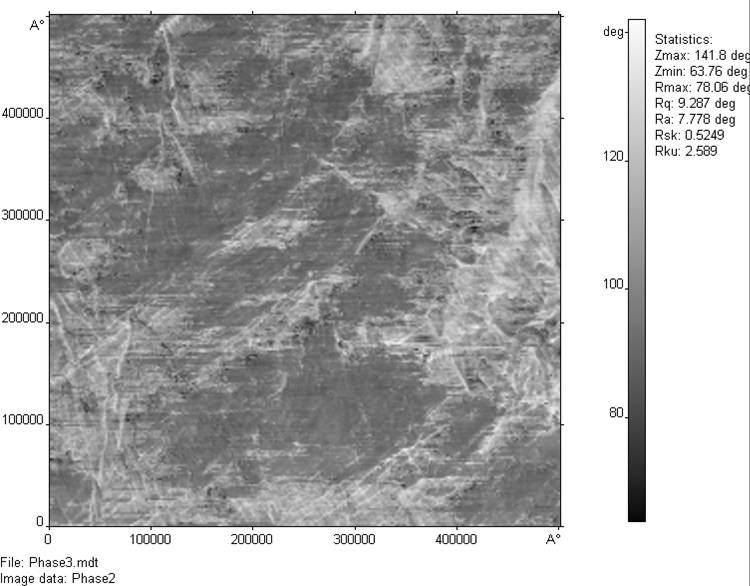 A°
400000
300000
200000
100000
0
0 100000 200000 300000 400000 A°
deg
120
100
80
Statistics:
Zmax: 141.8 deg
Zmin: 63.76 deg
Rmax: 78.06 deg
Rq: 9.287 deg
Ra: 7.778 deg
Rsk: 0.5249
Rku: 2.589
File: Phase3.mdt
Image data: Phase2